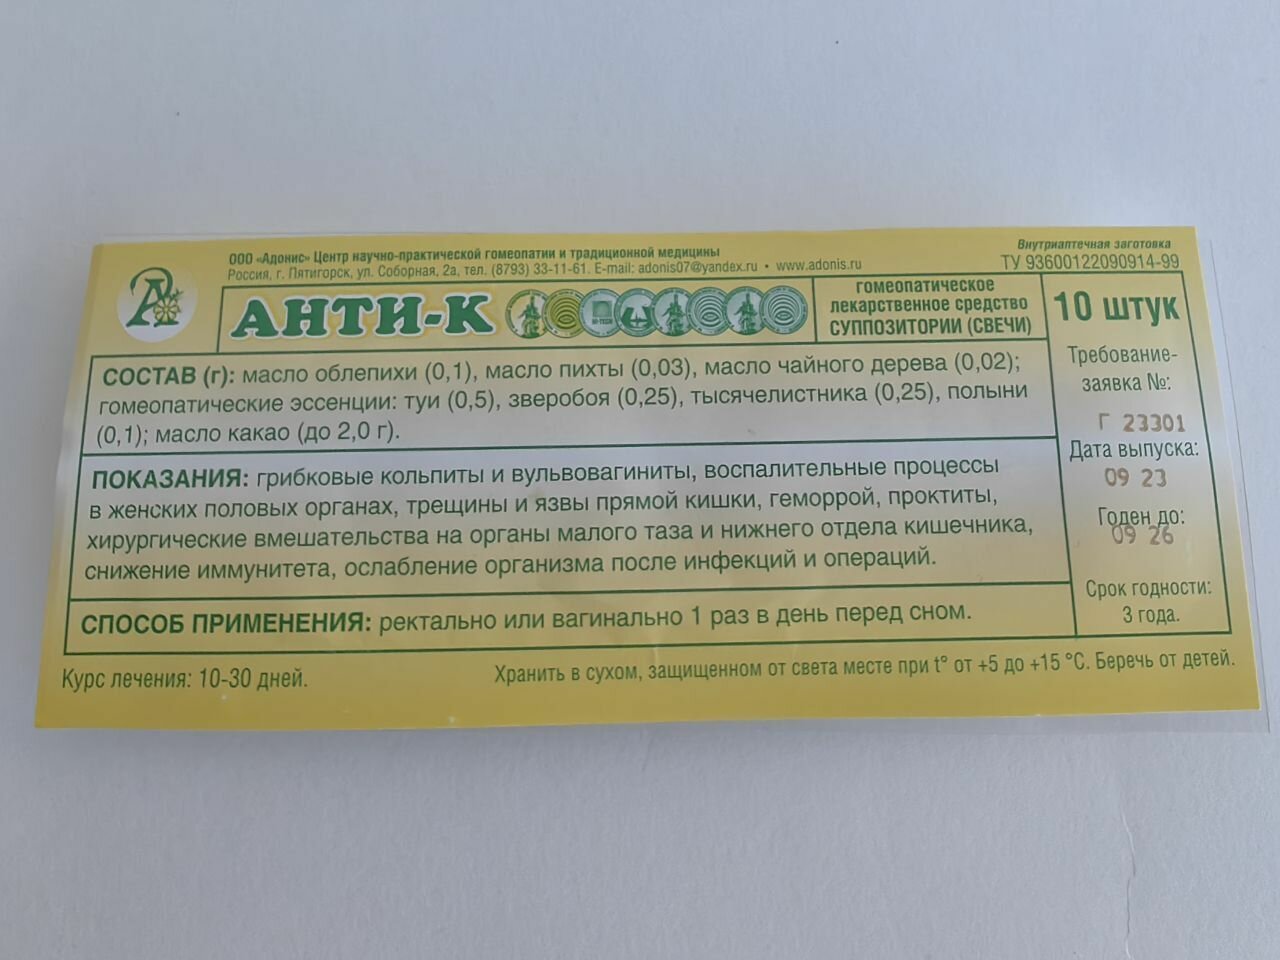 ООО «Адонис» Центр научно-практической гомеопатии и традиционной медицины
Россия, г. Пятигорск, ул. Соборная, 2а, тел. (8793) 33-11-61. E-mail: adonis07@yandex.ru • www.adonis.ru
Внутриаптечная заготовка
ТУ 93600122090914-99
АНТИ-К
гомеопатическое
лекарственное средство
СУППОЗИТОРИИ (СВЕЧИ)
10 штук
СОСТАВ (г): масло облепихи (0,1), масло пихты (0,03), масло чайного дерева (0,02);
гомеопатические эссенции: туи (0,5), зверобоя (0,25), тысячелистника (0,25), полыни
(0,1); масло какао (до 2,0 г).
ПОКАЗАНИЯ: грибковые кольпиты и вульвовагиниты, воспалительные процессы
в женских половых органах, трещины и язвы прямой кишки, геморрой, проктиты,
хирургические вмешательства на органы малого таза и нижнего отдела кишечника,
снижение иммунитета, ослабление организма после инфекций и операций.
СПОСОБ ПРИМЕНЕНИЯ: ректально или вагинально 1 раз в день перед сном.
Требование-
заявка №:
Г 23301
Дата выпуска:
09 23
Годен до:
09 26
Срок годности:
3 года.
Курс лечения: 10-30 дней.
Хранить в сухом, защищенном от света месте при t° от +5 до +15 °С. Беречь от детей.